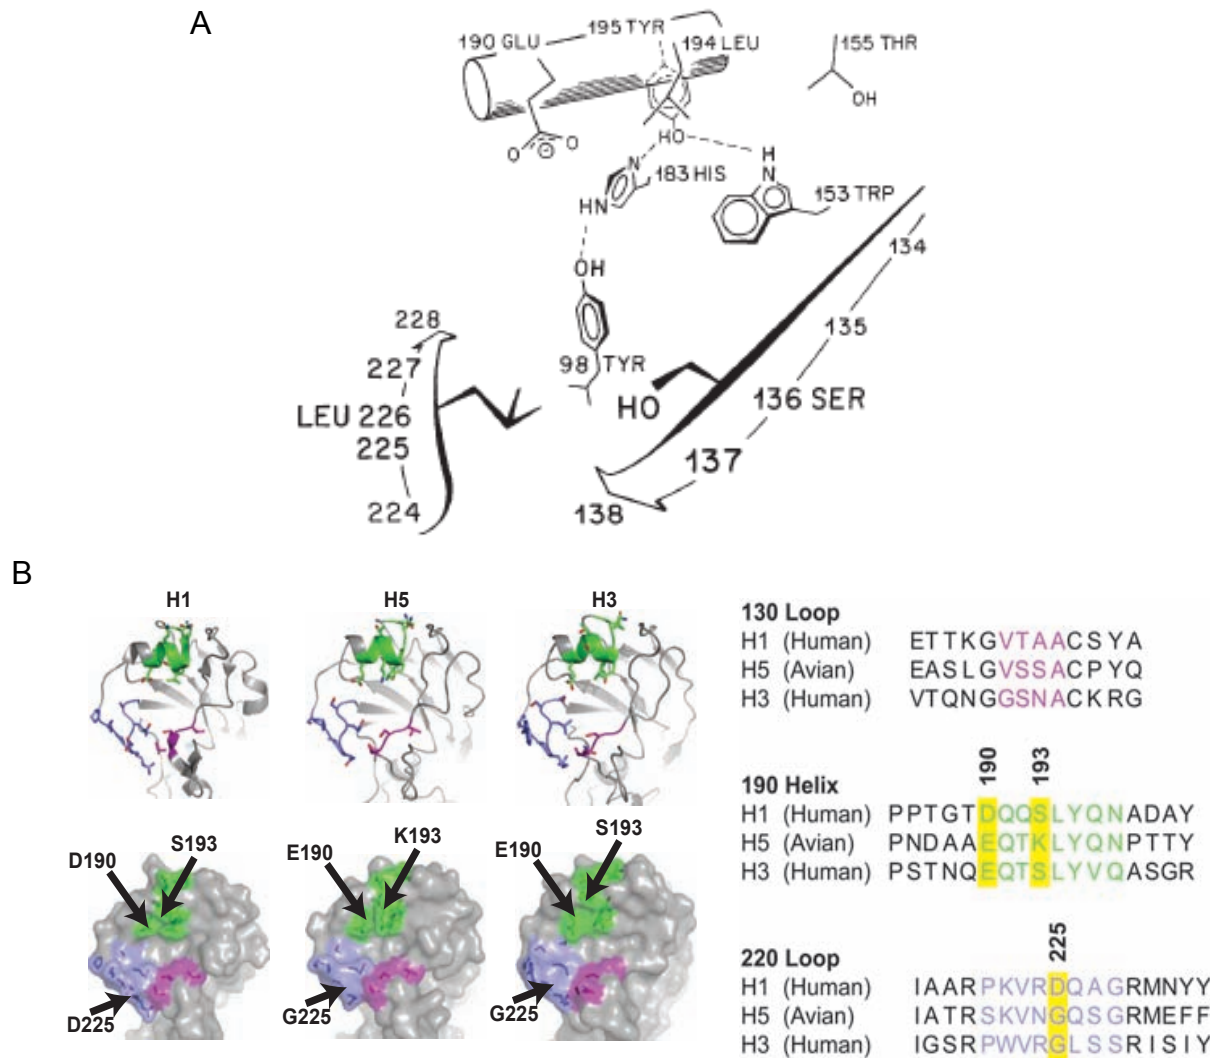 A
190 GLU
195 TYR
194 LEU
155 THR
OH
O
O
HO
N
183 HIS
H
N
HN
153 TRP
134
OH
228
135
227
98 TYR
LEU 226
HO
136 SER
225
137
224
138
B
H1
H5
H3
D190
S193
E190
K193
E190
S193
D225
G225
G225
130 Loop
H1 (Human) ETTKGVTAACSYA
H5 (Avian) EASLGVSSACPYQ
H3 (Human) VTQNGGSNACKRG
190
193
190 Helix
H1 (Human) PPTGTDQQSLYQNADAY
H5 (Avian) PNDAAEQTKLYQNPTTY
H3 (Human) PSTNQEQTSLYVQASGR
225
220 Loop
H1 (Human) IAARPKVRDQAGRMNYY
H5 (Avian) IATRSKVNGQSGRMEFF
H3 (Human) IGSRPWVRGLSSRISIY